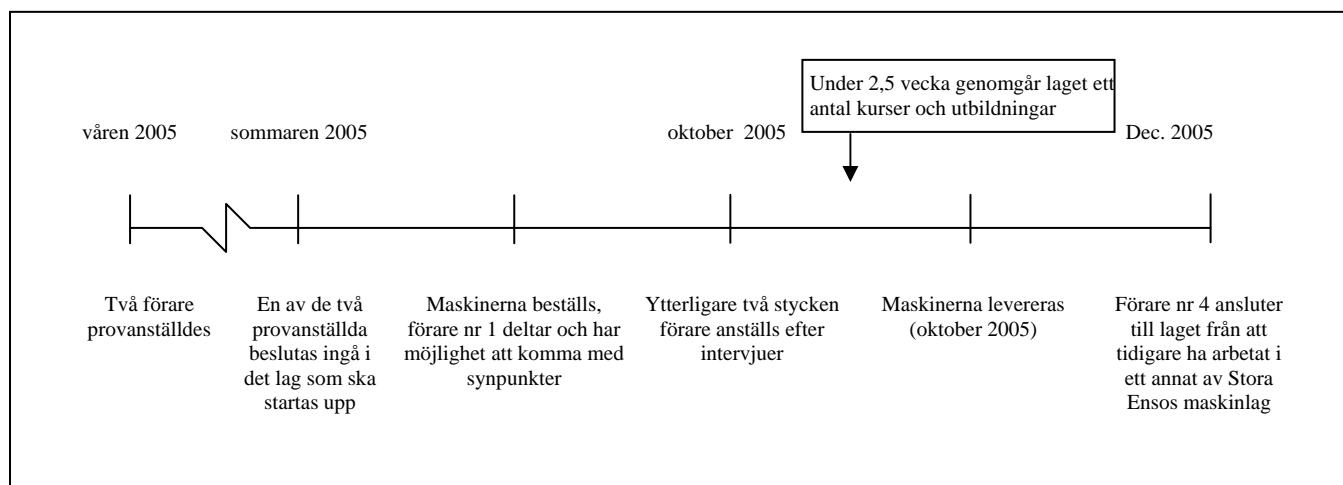 Under 2,5 vecka genomgår laget ett
antal kurser och utbildningar
våren 2005
sommaren 2005
oktober 2005
Dec. 2005
Två förare
provanställdes
En av de två
provanställda
beslutas ingå i
det lag som ska
startas upp
Maskinerna beställs,
förare nr 1 deltar och har
möjlighet att komma med
synpunkter
Ytterligare två stycken
förare anställs efter
intervjuer
Maskinerna levereras
(oktober 2005)
Förare nr 4 ansluter
till laget från att
tidigare ha arbetat i
ett annat av Stora
Ensos maskinlag